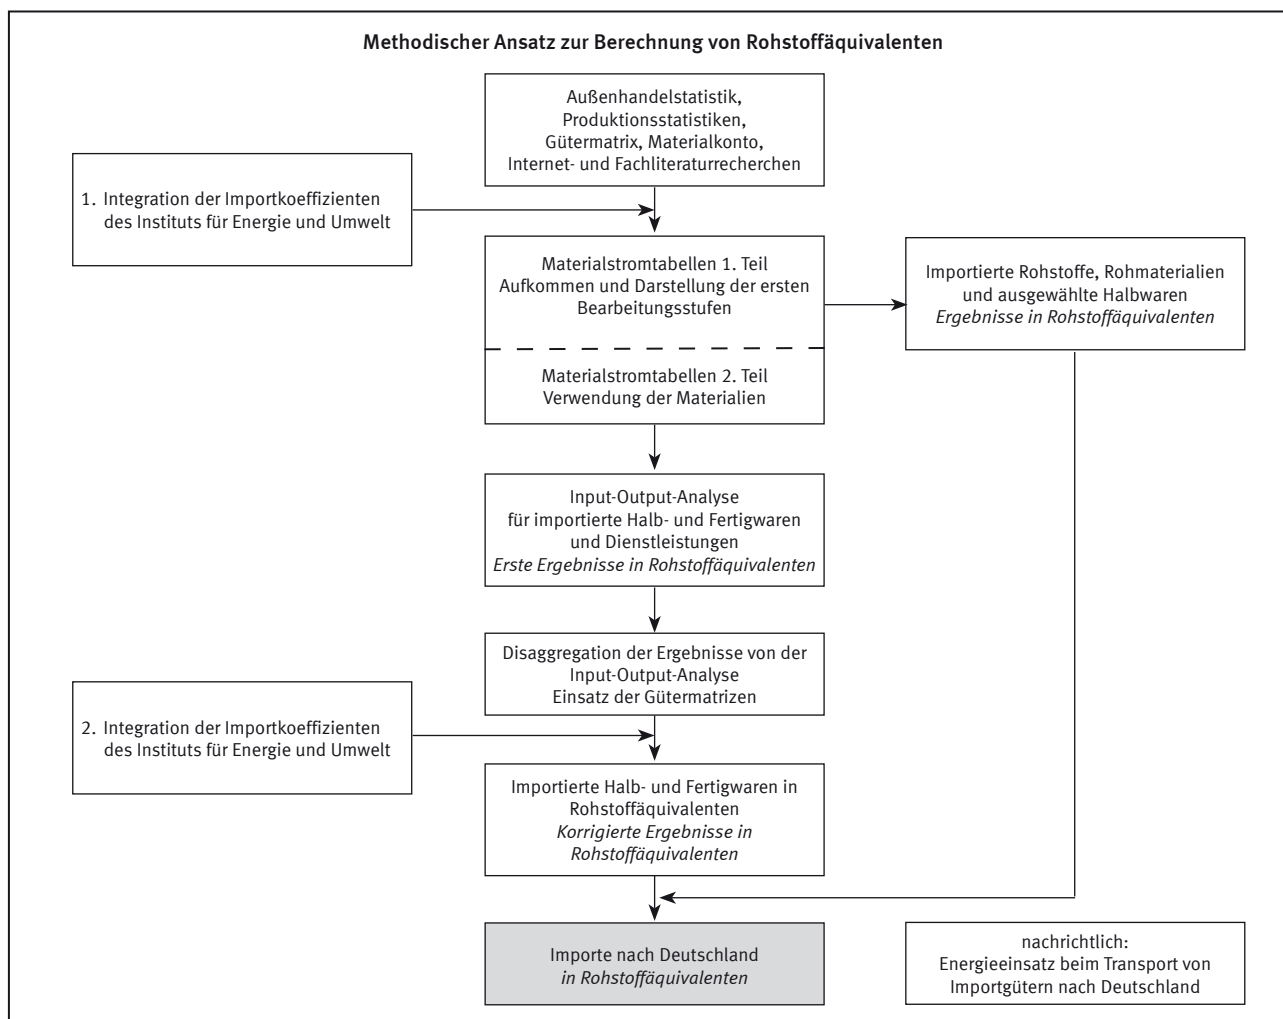 Methodischer Ansatz zur Berechnung von Rohstoffäquivalenten
Außenhandelstatistik,
Produktionsstatistiken,
Gütermatrix, Materialkonto,
Internet- und Fachliteraturrecherchen
1. Integration der Importkoeffizienten
des Instituts für Energie und Umwelt
Materialstromtabellen 1. Teil
Aufkommen und Darstellung der ersten
Bearbeitungsstufen
Importierte Rohstoffe, Rohmaterialien
und ausgewählte Halbwaren
Ergebnisse in Rohstoffäquivalenten
Materialstromtabellen 2. Teil
Verwendung der Materialien
Input-Output-Analyse
für importierte Halb- und Fertigwaren
und Dienstleistungen
Erste Ergebnisse in Rohstoffäquivalenten
Disaggregation der Ergebnisse von der
Input-Output-Analyse
Einsatz der Gütermatrizen
2. Integration der Importkoeffizienten
des Instituts für Energie und Umwelt
Importierte Halb- und Fertigwaren in
Rohstoffäquivalenten
Korrigierte Ergebnisse in
Rohstoffäquivalenten
Importe nach Deutschland
in Rohstoffäquivalenten
nachrichtlich:
Energieeinsatz beim Transport von
Importgütern nach Deutschland